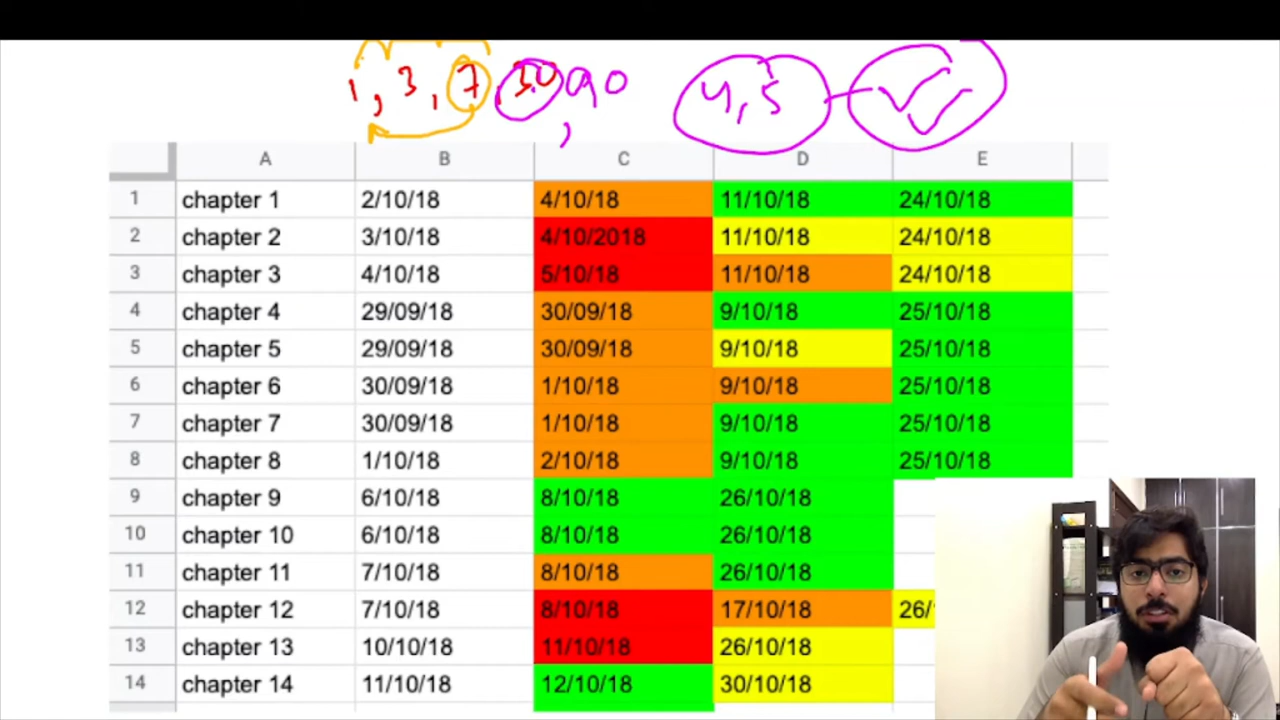 1, 3, 7, 30, 90 4, 5
A B C D E
1 chapter 1 2/10/18 4/10/18 11/10/18 24/10/18
2 chapter 2 3/10/18 4/10/2018 11/10/18 24/10/18
3 chapter 3 4/10/18 5/10/18 11/10/18 24/10/18
4 chapter 4 29/09/18 30/09/18 9/10/18 25/10/18
5 chapter 5 29/09/18 30/09/18 9/10/18 25/10/18
6 chapter 6 30/09/18 1/10/18 9/10/18 25/10/18
7 chapter 7 30/09/18 1/10/18 9/10/18 25/10/18
8 chapter 8 1/10/18 2/10/18 9/10/18 25/10/18
9 chapter 9 6/10/18 8/10/18 26/10/18
10 chapter 10 6/10/18 8/10/18 26/10/18
11 chapter 11 7/10/18 8/10/18 26/10/18
12 chapter 12 7/10/18 8/10/18 17/10/18 26/
13 chapter 13 10/10/18 11/10/18 26/10/18
14 chapter 14 11/10/18 12/10/18 30/10/18